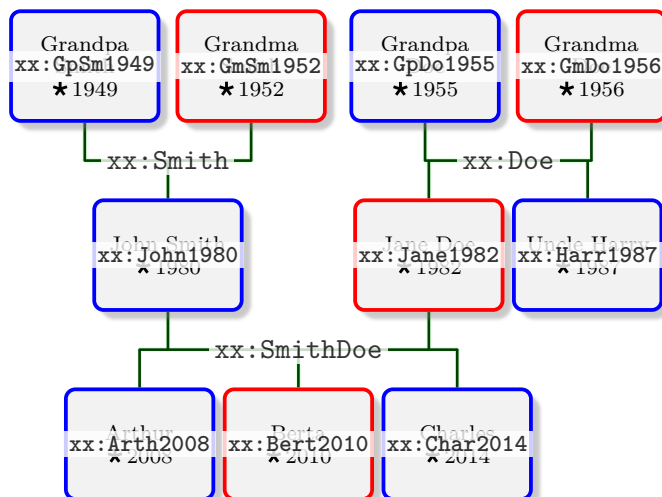 Grandpa
xx:GpSm1949
★1949
Grandma
xx:GmSm1952
★1952
Grandpa
xx:GpDo1955
★1955
Grandma
xx:GmDo1956
★1956
xx:Smith
xx:Doe
John Smith
xx:John1980
★1980
Jane Doe
xx:Jane1982
★1982
Uncle Harry
xx:Harr1987
★1987
xx:SmithDoe
Arthur
xx:Arth2008
★2008
Berta
xx:Bert2010
★2010
Charles
xx:Char2014
★2014